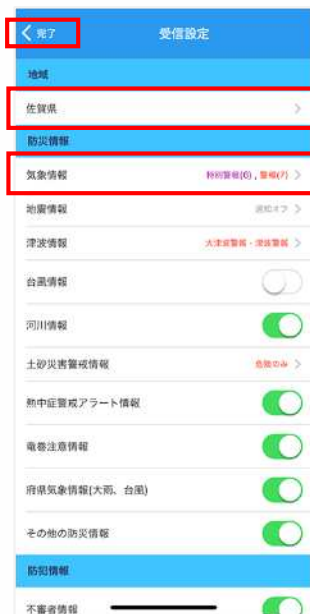 完了 受信設定
地域
佐賀県
防災情報
気象情報 特別警報(6) , 警報(7)
地震情報 通知オフ
津波情報 大津波警報・津波警報
台風情報
河川情報
土砂災害警戒情報 危険のみ
熱中症警戒アラート情報
竜巻注意情報
府県気象情報(大雨、台風)
その他の防災情報
防犯情報
不審者情報